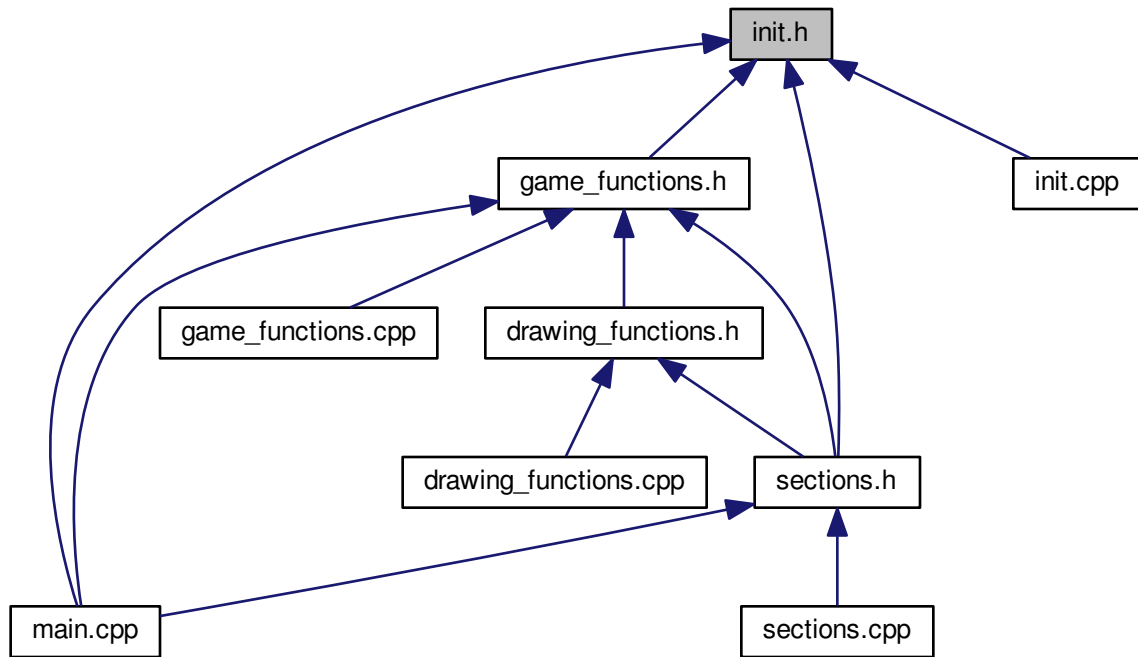 init.h
game_functions.h
init.cpp
game_functions.cpp
drawing_functions.h
drawing_functions.cpp
sections.h
main.cpp
sections.cpp